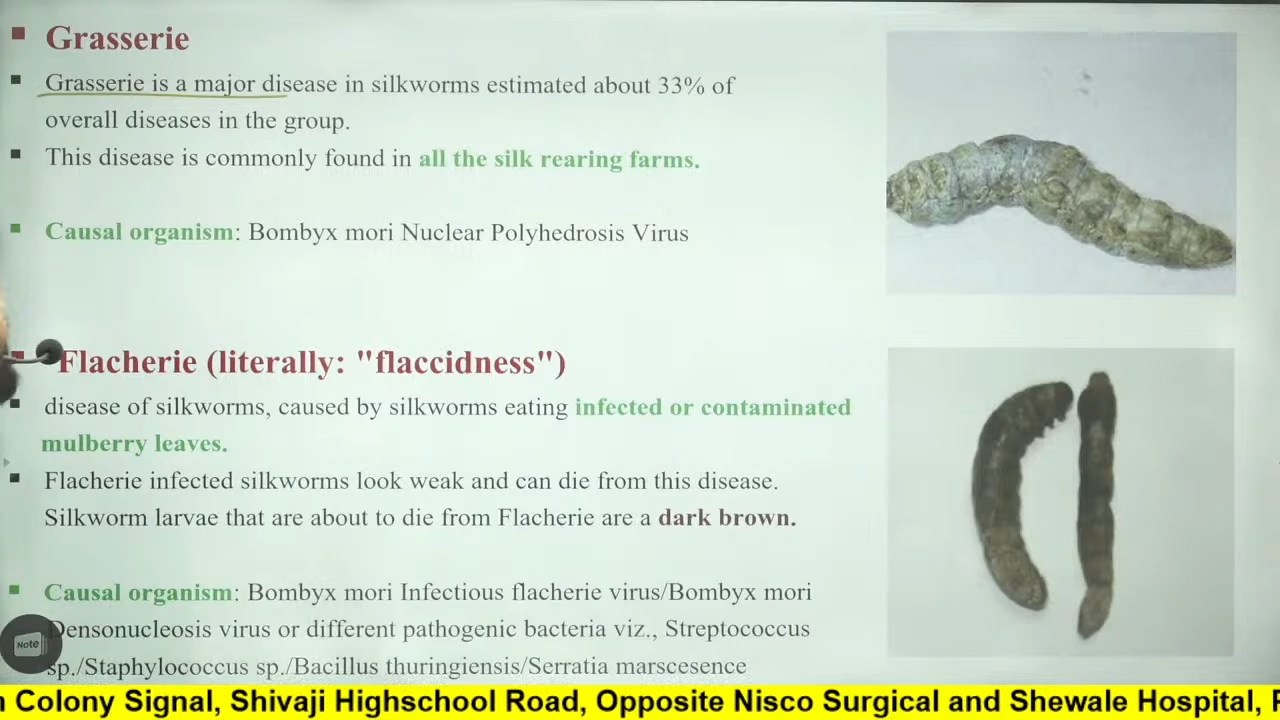 Grasserie
Grasserie is a major disease in silkworms estimated about 33% of
overall diseases in the group.
This disease is commonly found in all the silk rearing farms.
Causal organism: Bombyx mori Nuclear Polyhedrosis Virus
Flacherie (literally: "flaccidness")
disease of silkworms, caused by silkworms eating infected or contaminated
mulberry leaves.
Flacherie infected silkworms look weak and can die from this disease.
Silkworm larvae that are about to die from Flacherie are a dark brown.
Causal organism: Bombyx mori Infectious flacherie virus/Bombyx mori
Densonucleosis virus or different pathogenic bacteria viz., Streptococcus
Note
sp./Staphylococcus sp./Bacillus thuringiensis/Serratia marscesence
Colony Signal, Shivaji Highschool Road, Opposite Nisco Surgical and Shewale Hospital,